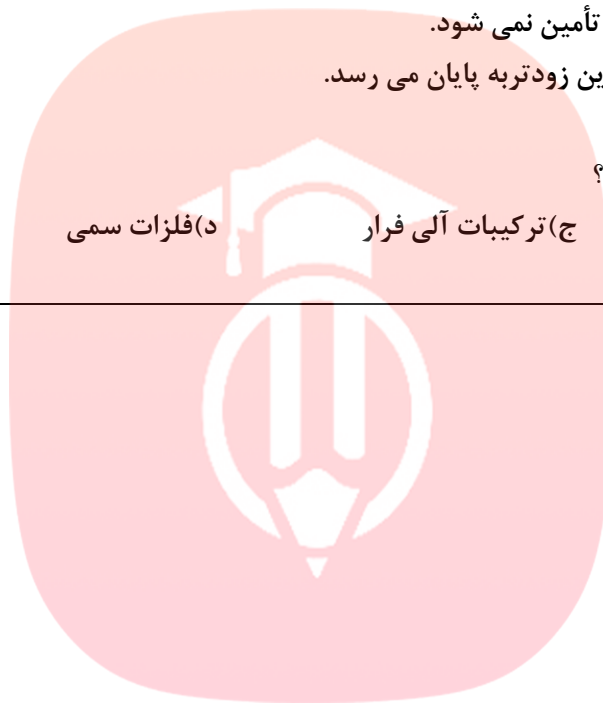 تأمین نمی شود.
ین زودتربه پایان می رسد.
؟
ج)ترکیبات آلی فرار د)فلزات سمی